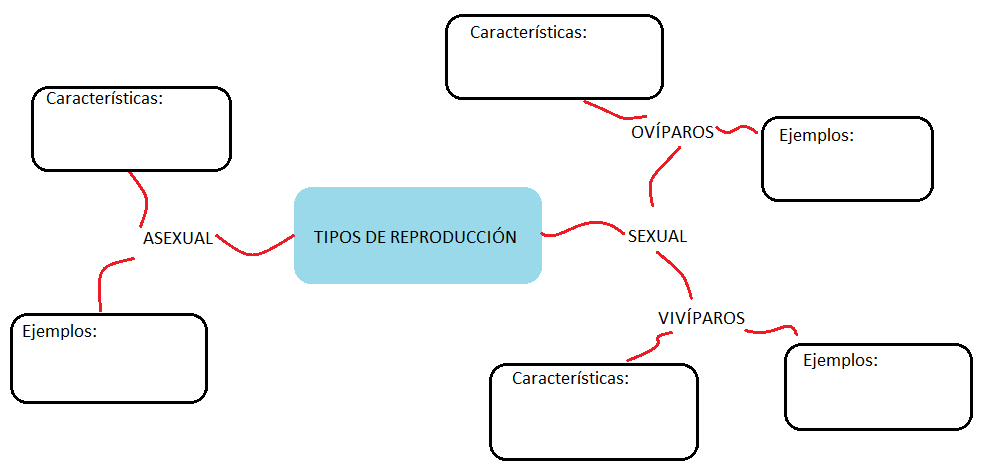 Características:
OVÍPAROS
Ejemplos:
Características:
ASEXUAL
TIPOS DE REPRODUCCIÓN
SEXUAL
Ejemplos:
VIVÍPAROS
Características:
Ejemplos: